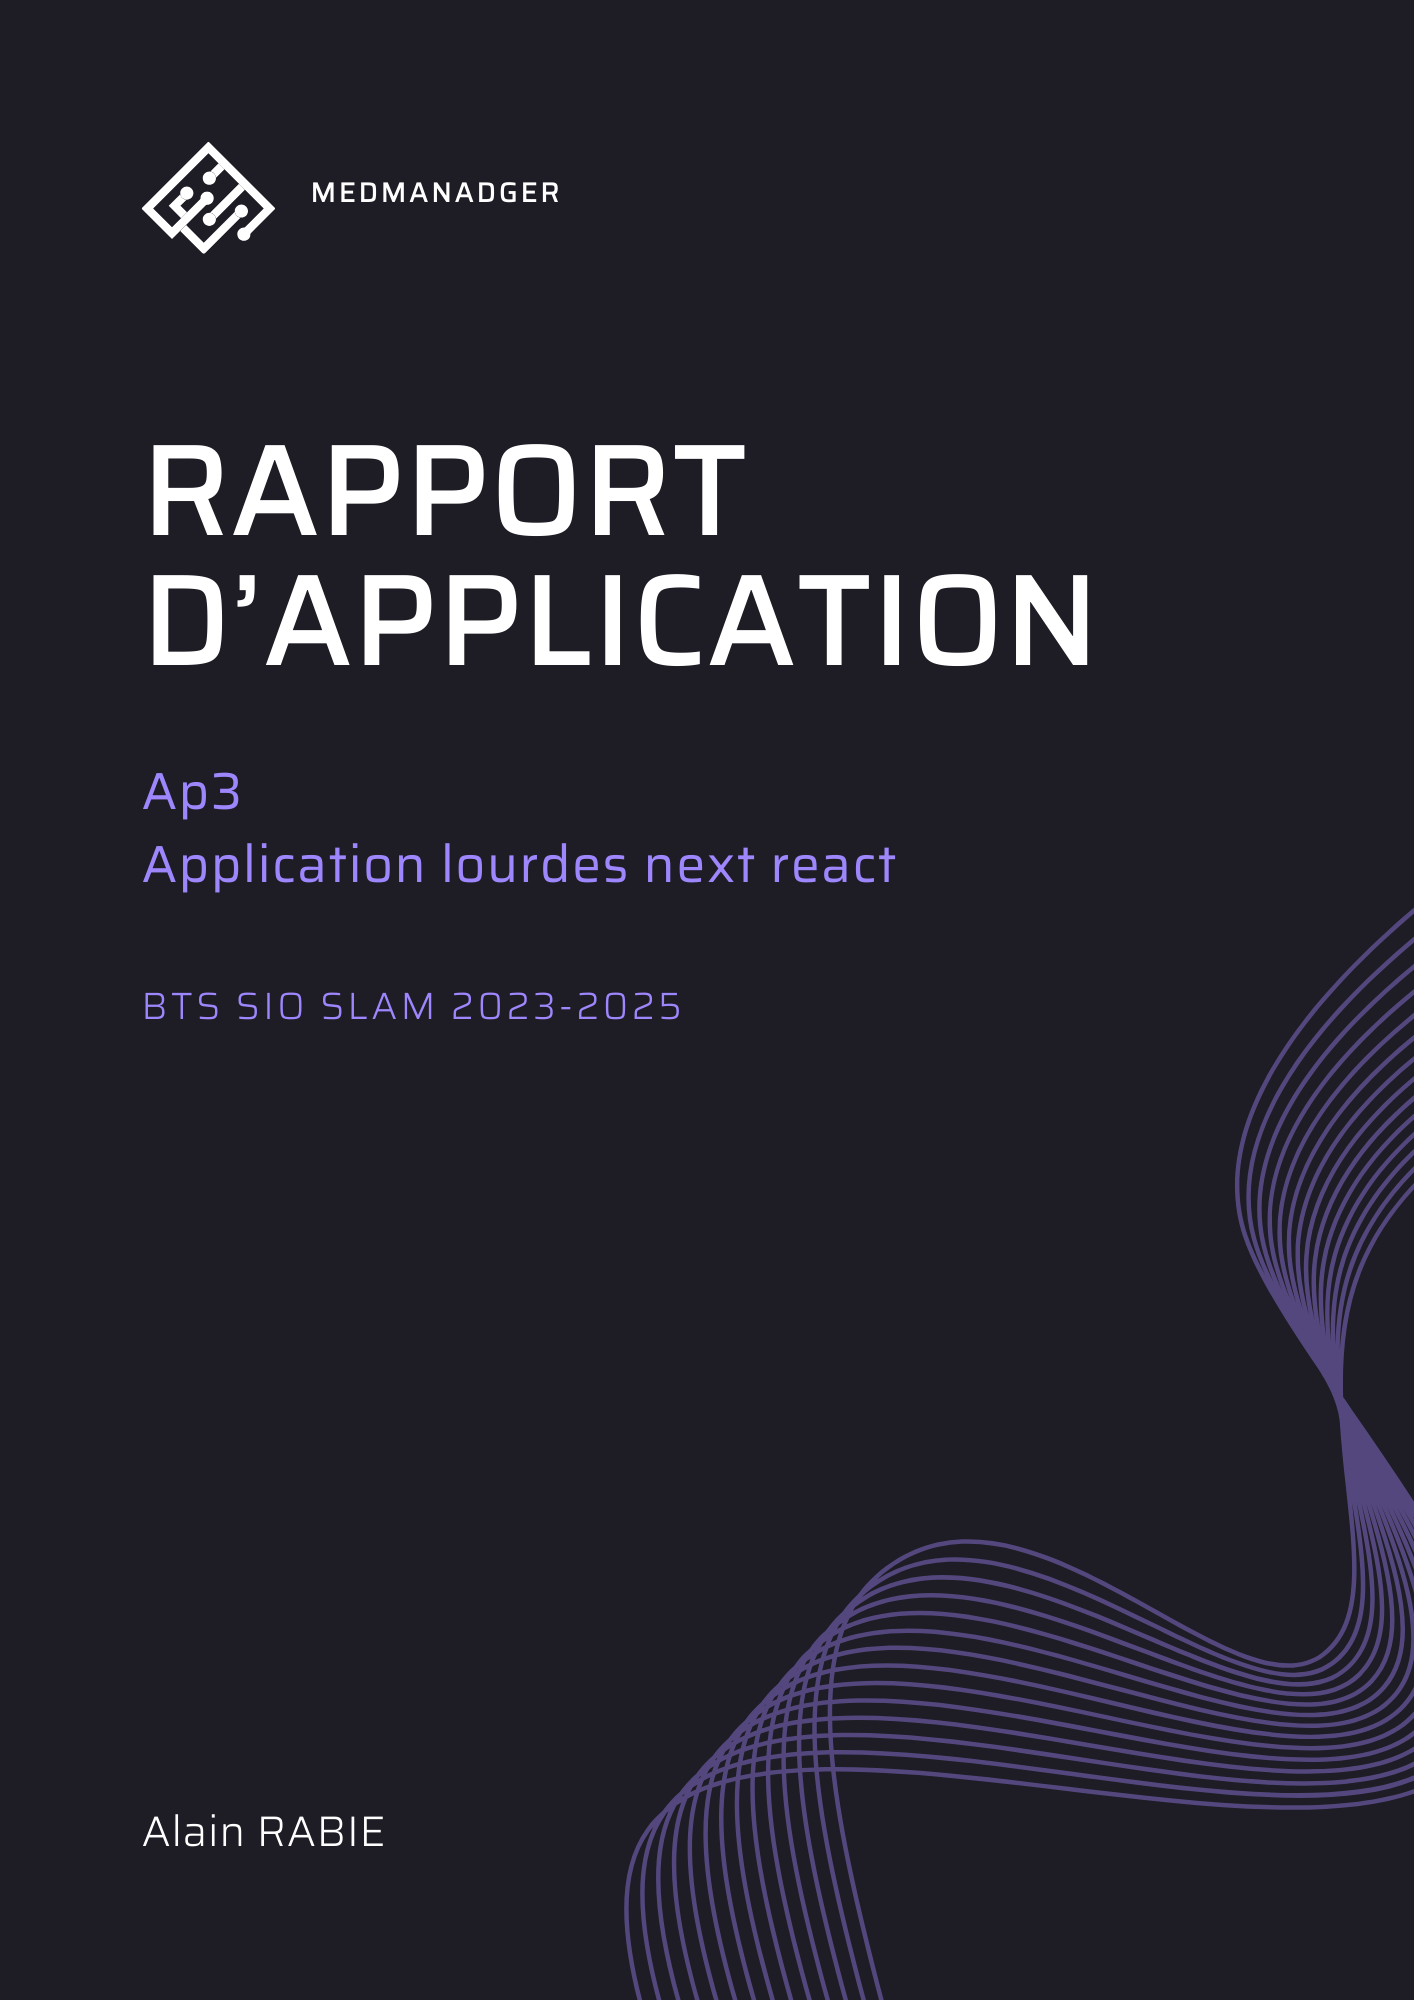 MEDMANADGER
RAPPORT
D’APPLICATION
Ap3
Application lourdes next react
BTS SIO SLAM 2023-2025
Alain RABIE